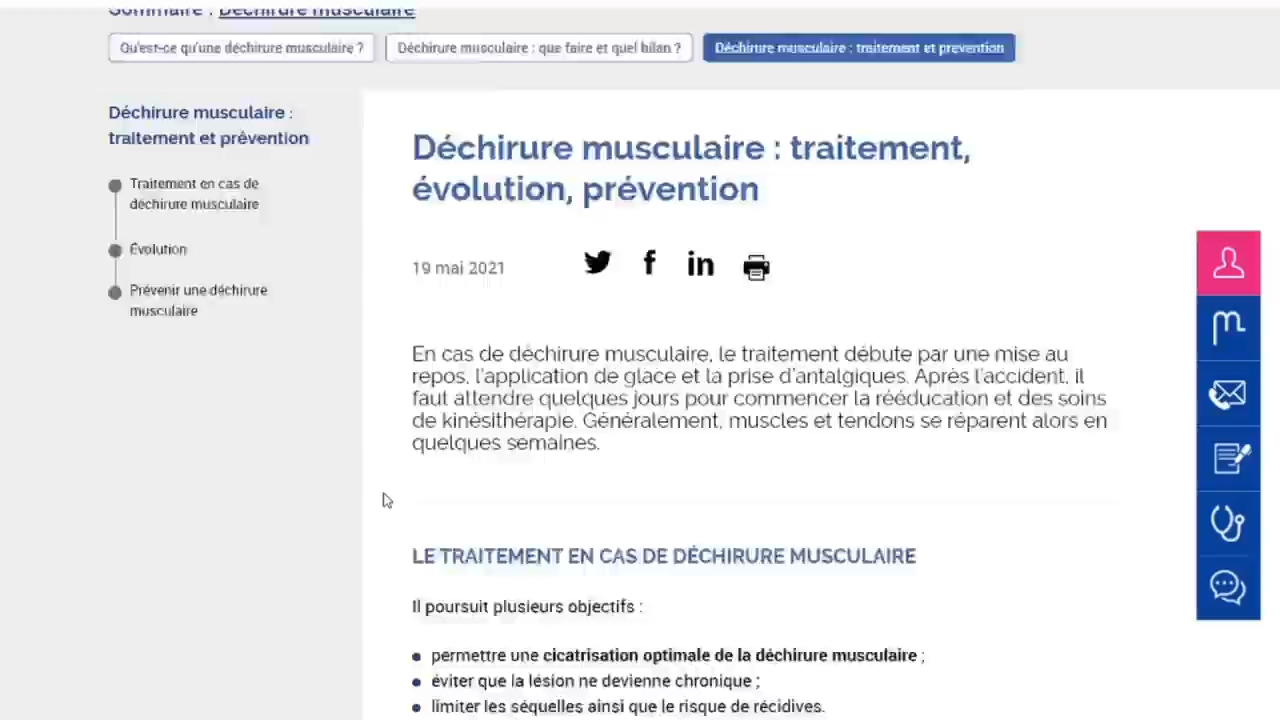 Sommaire : Déchirure musculaire
Qu'est-ce qu'une déchirure musculaire ?
Déchirure musculaire : que faire et quel bilan ?
Déchirure musculaire : traitement et prévention
Déchirure musculaire :
traitement et prévention
Traitement en cas de
déchirure musculaire
Évolution
Prévenir une déchirure
musculaire
Déchirure musculaire : traitement,
évolution, prévention
19 mai 2021
En cas de déchirure musculaire, le traitement débute par une mise au
repos, l'application de glace et la prise d'antalgiques. Après l'accident, il
faut attendre quelques jours pour commencer la rééducation et des soins
de kinésithérapie. Généralement, muscles et tendons se réparent alors en
quelques semaines.
LE TRAITEMENT EN CAS DE DÉCHIRURE MUSCULAIRE
Il poursuit plusieurs objectifs :
permettre une cicatrisation optimale de la déchirure musculaire ;
éviter que la lésion ne devienne chronique ;
limiter les séquelles ainsi que le risque de récidives.